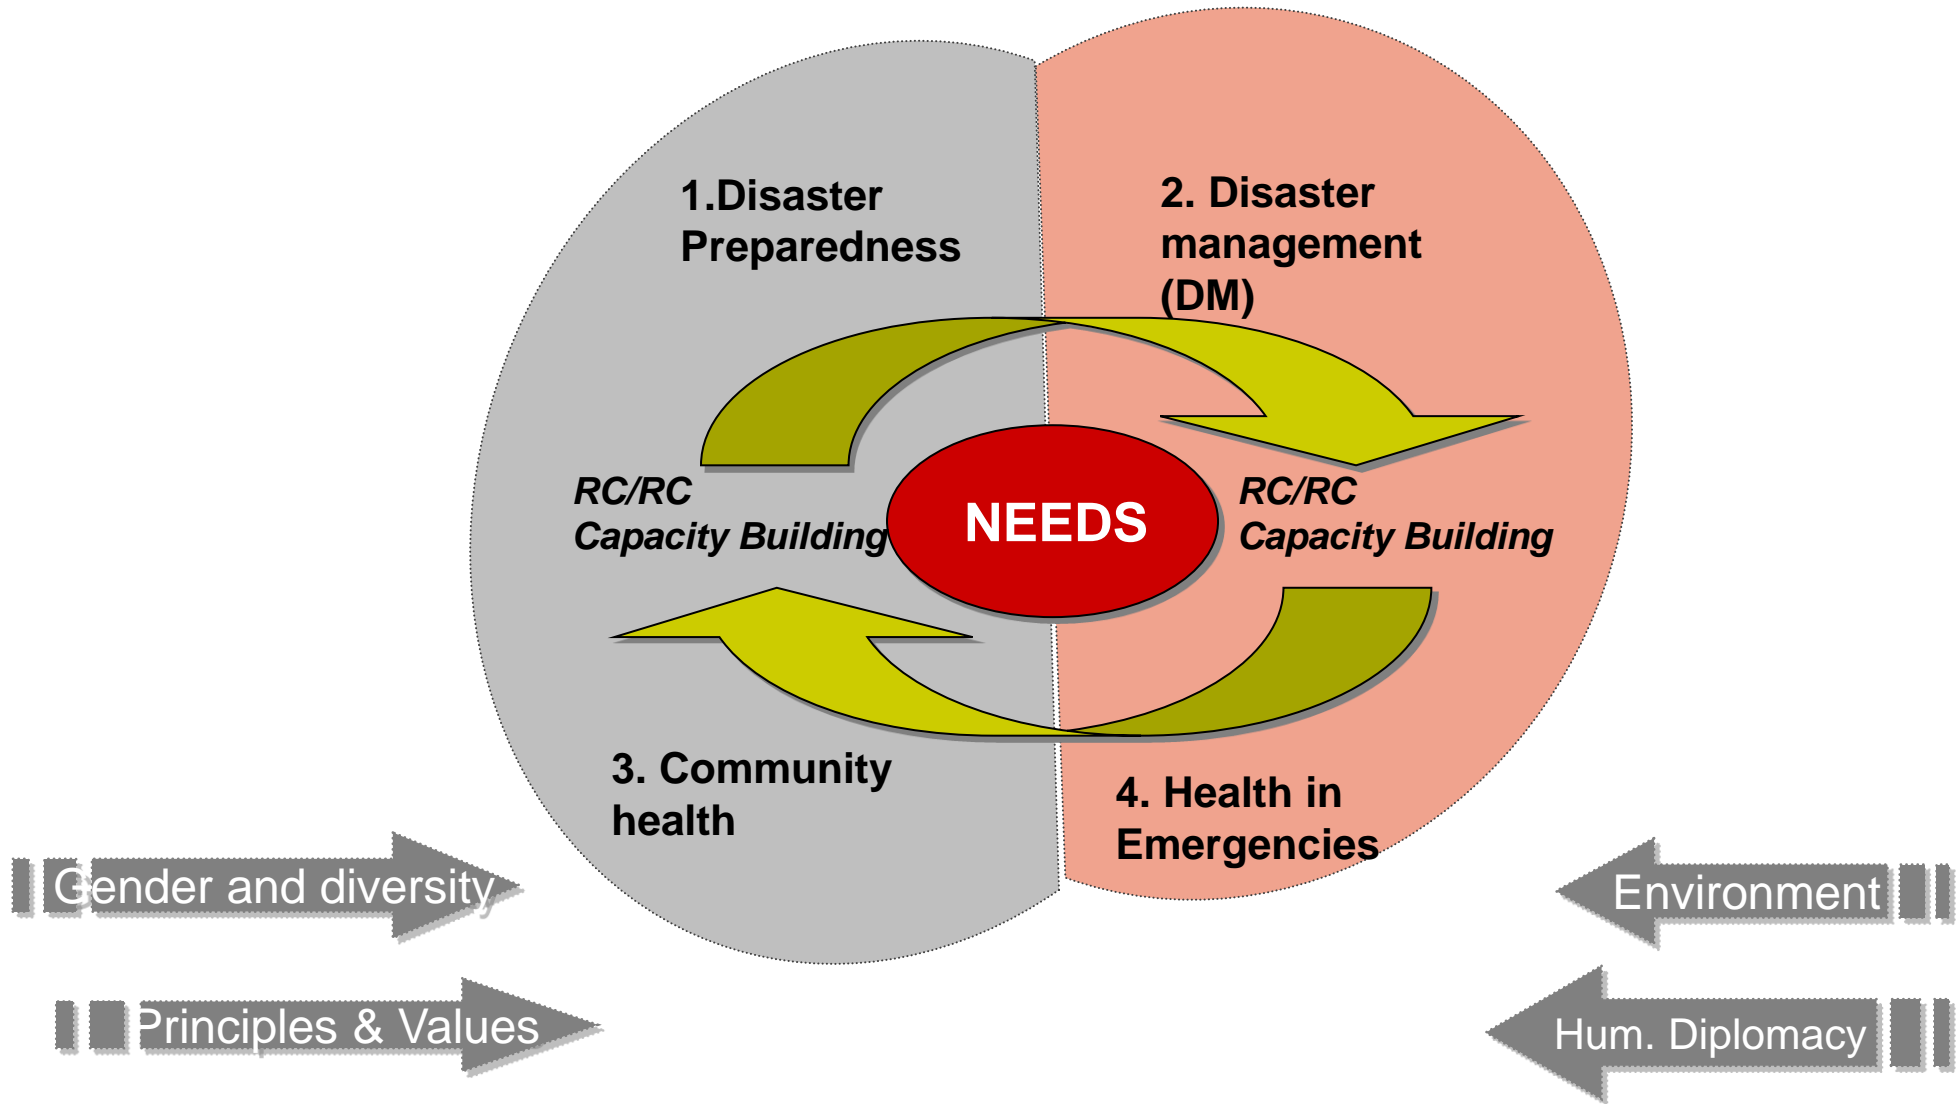 1.Disaster
Preparedness
2. Disaster
management
(DM)
RC/RC
Capacity Building
NEEDS
RC/RC
Capacity Building
3. Community
health
4. Health in
Emergencies
Gender and diversity
Environment
Principles & Values
Hum. Diplomacy